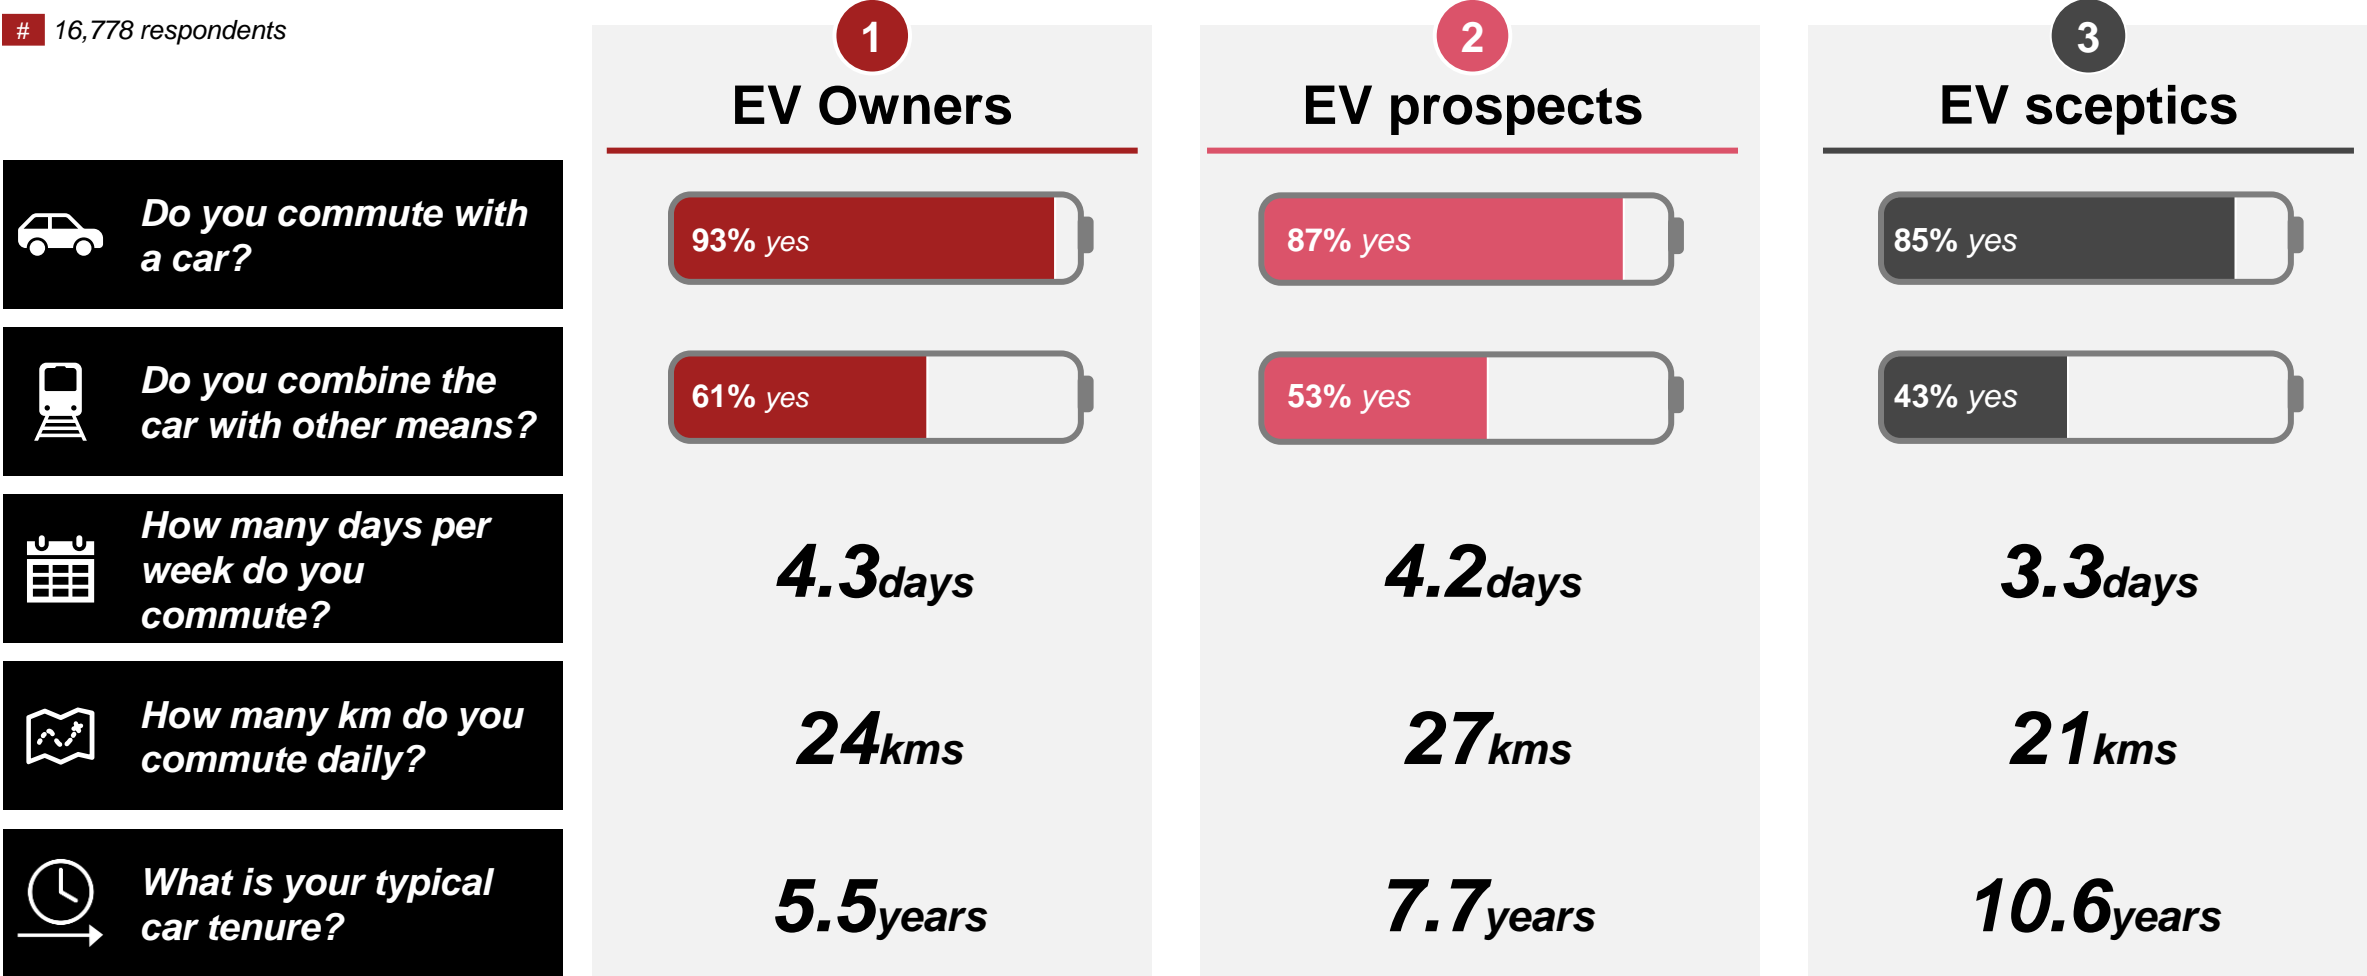 # 16,778 respondents
1
EV Owners
2
EV prospects
3
EV sceptics
Do you commute with
a car?
93% yes
87% yes
85% yes
Do you combine the
car with other means?
61% yes
53% yes
43% yes
How many days per
week do you
commute?
4.3days
4.2days
3.3days
How many km do you
commute daily?
24kms
27kms
21kms
What is your typical
car tenure?
5.5years
7.7years
10.6years